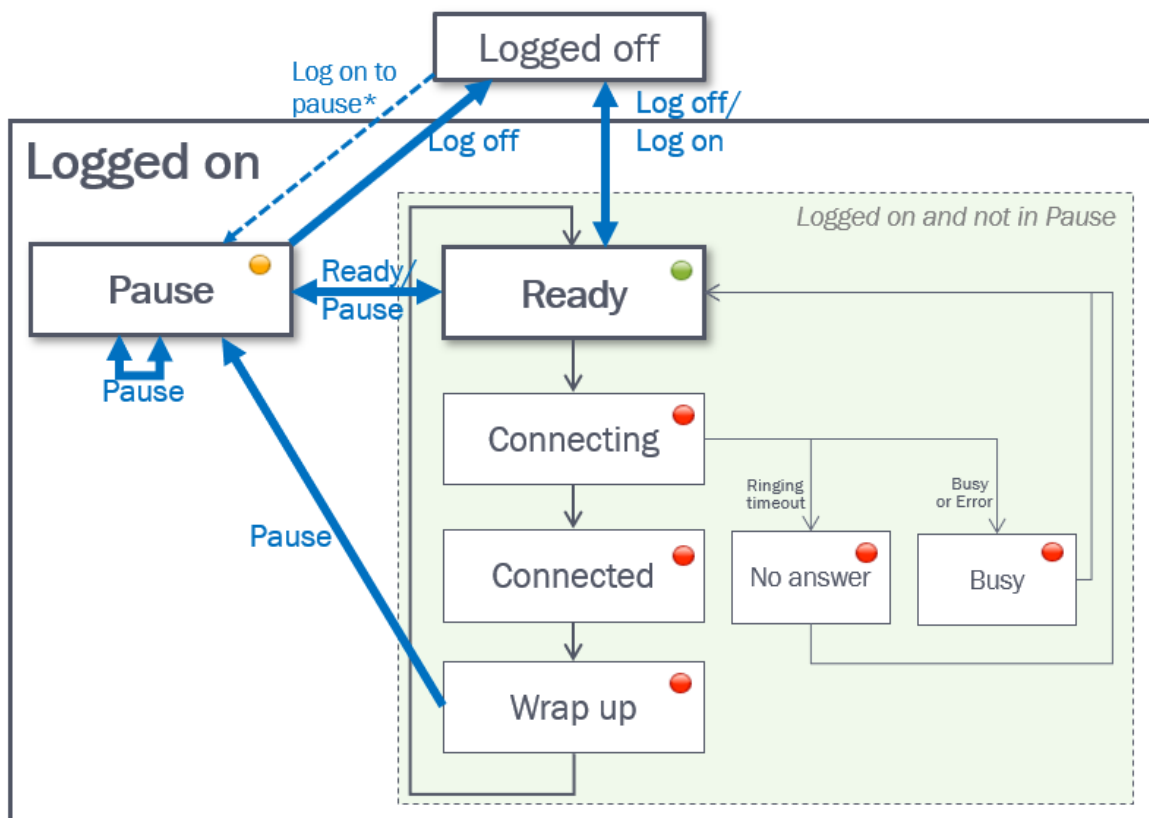 Logged off
Log on to
pause*
Log off/
Log on
Log off
Logged on
Logged on and not in Pause
Pause
Ready/
Pause
Ready
Pause
Connecting
Ringing
timeout
Busy
or Error
Pause
Connected
No answer
Busy
Wrap up